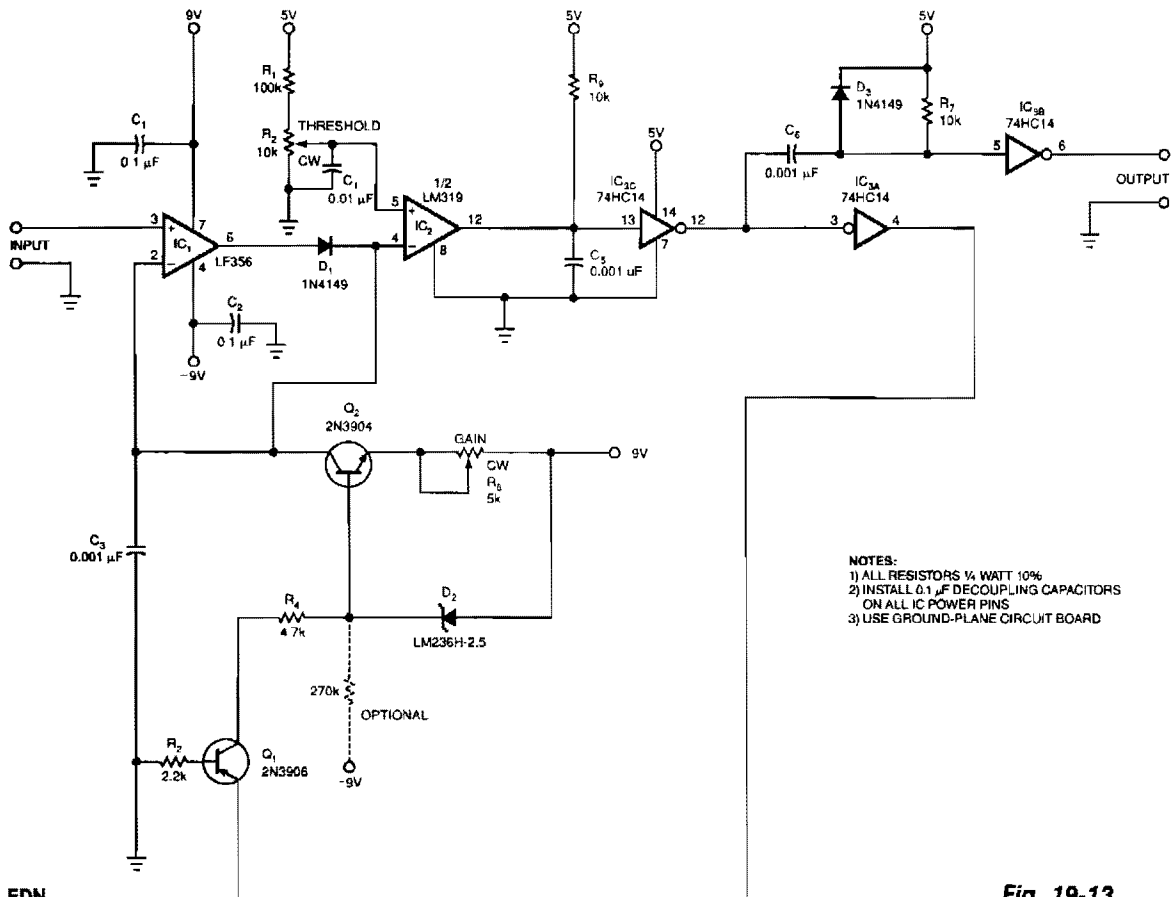 9V
5V
5V
5V
R1
100k
R9
10k
D3
1N4149
R7
10k
IC3B
74HC14
C1
0 1 µF
R2
10k
THRESHOLD
CW
C1
0.01 µF
5V
C6
0.001 µF
5
6
OUTPUT
1/2
LM319
74HC14
IC3A
74HC14
3
7
6
2
4
IC1
LF356
INPUT
5
4
IC2
12
8
13
14
12
7
3
4
D1
1N4149
C5
0.001 uF
C2
0 1 µF
-9V
Q2
2N3904
GAIN
CW
5k
9V
C3
0.001 µF
R4
4.7k
D2
LM236H-2.5
NOTES:
1) ALL RESISTORS ¼ WATT 10%
2) INSTALL 0.1 µF DECOUPLING CAPACITORS
ON ALL IC POWER PINS
3) USE GROUND-PLANE CIRCUIT BOARD
270k
OPTIONAL
R2
2.2k
Q1
2N3906
-9V
EDN
Fig. 19-13